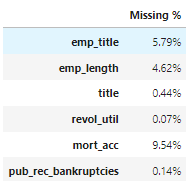 Missing %
emp_title 5.79%
emp_length 4.62%
title 0.44%
revol_util 0.07%
mort_acc 9.54%
pub_rec_bankruptcies 0.14%